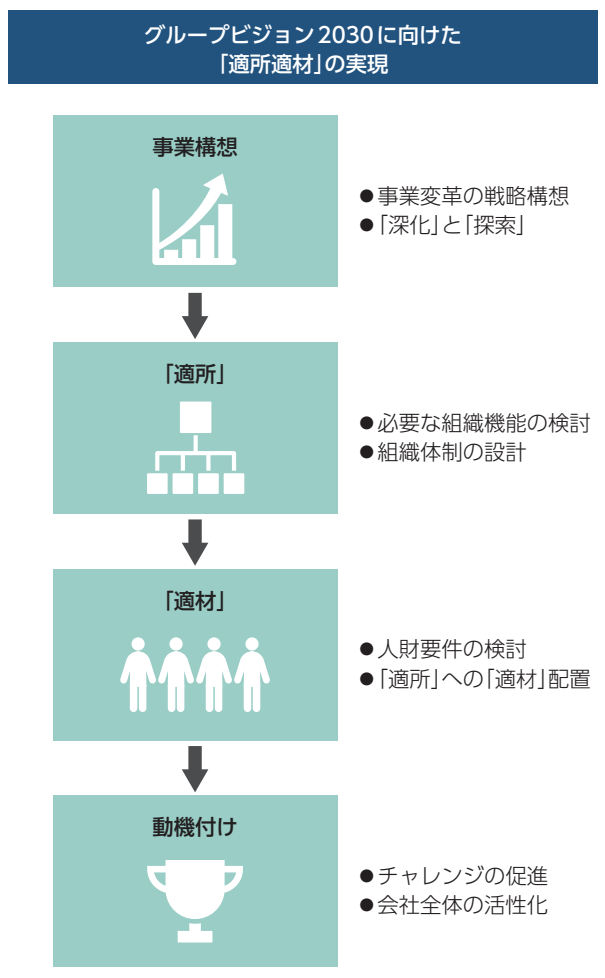 グループビジョン2030に向けた
「適所適材」の実現
事業構想
●事業変革の戦略構想
●「深化」と「探索」
「適所」
●必要な組織機能の検討
●組織体制の設計
「適材」
●人財要件の検討
●「適所」への「適材」配置
動機付け
●チャレンジの促進
●会社全体の活性化